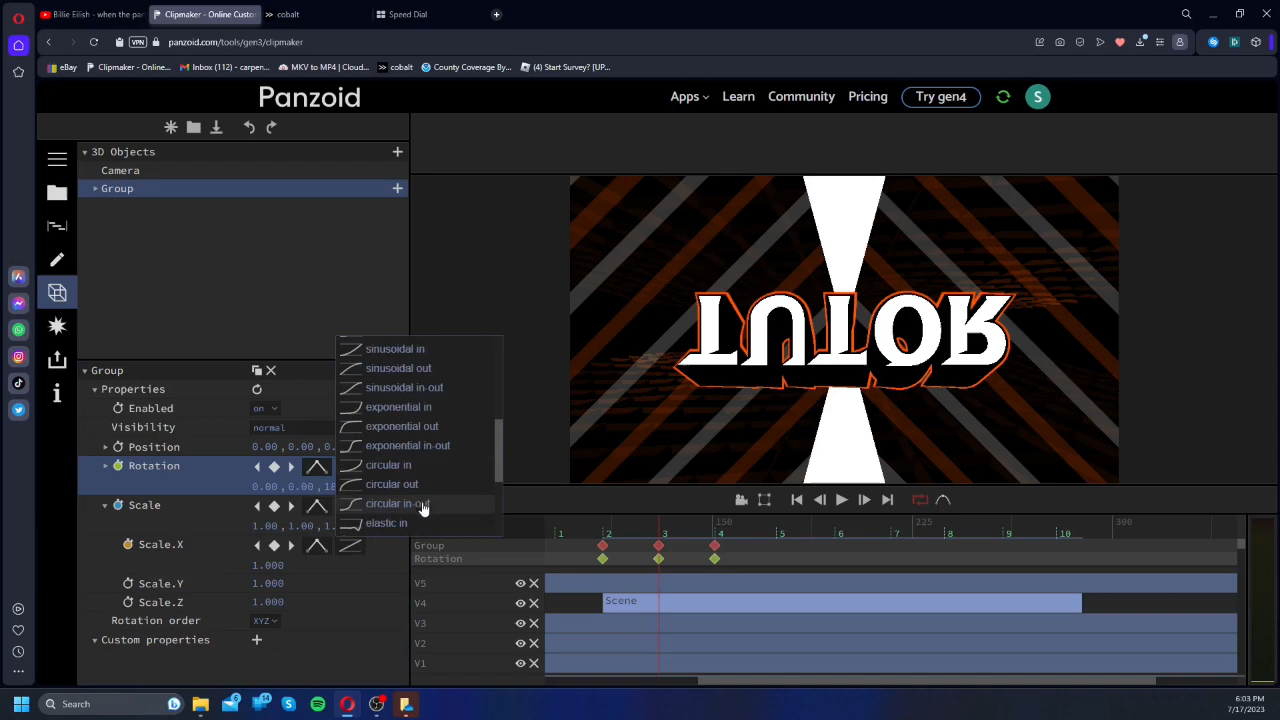 Billie Eilish - when the pa
Clipmaker - Online Custo
cobalt
Speed Dial
VPN
panzoid.com/tools/gen3/clipmaker
eBay
Clipmaker - Online...
Inbox (112) - carpen...
MKV to MP4 | Cloud...
cobalt
County Coverage By...
(4) Start Survey? [UP...
Panzoid
Apps
Learn
Community
Pricing
Try gen4
S
3D Objects
Camera
Group
TUTOR
Group
Properties
Enabled
on
Visibility
normal
Position
0.00 , 0.00 , 0.
Rotation
0.00 , 0.00 , 18
Scale
1.00 , 1.00 , 1.
Scale.X
1.000
Scale.Y
1.000
Scale.Z
1.000
Rotation order
XYZ
Custom properties
sinusoidal in
sinusoidal out
sinusoidal in-out
exponential in
exponential out
exponential in-out
circular in
circular out
circular in-out
elastic in
150
225
300
1
2
3
4
5
6
7
8
9
10
Group
Rotation
V5
V4
Scene
V3
V2
V1
Search
6
14
6:03 PM
7/17/2023